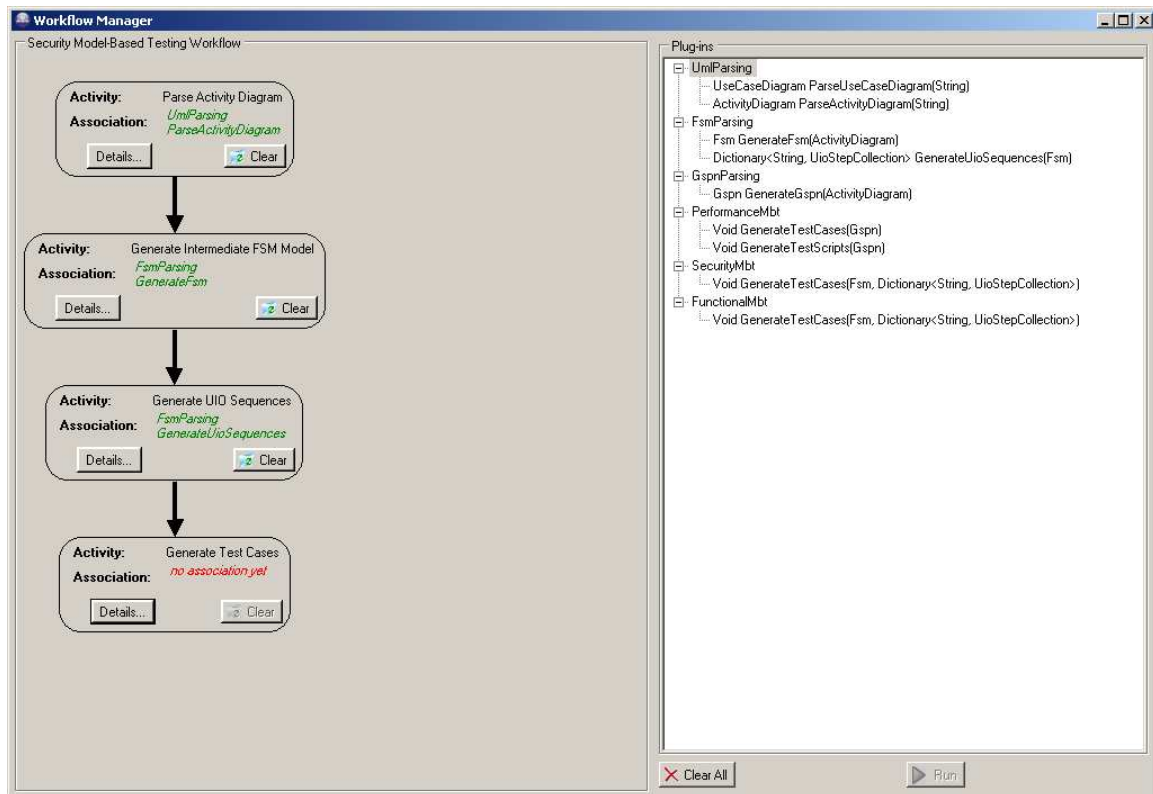 Workflow Manager
Security Model-Based Testing Workflow
Activity: Parse Activity Diagram
Association: UmlParsing
ParseActivityDiagram
Details... Clear
Activity: Generate Intermediate FSM Model
Association: FsmParsing
GenerateFsm
Details... Clear
Activity: Generate UIO Sequences
Association: FsmParsing
GenerateUioSequences
Details... Clear
Activity: Generate Test Cases
Association: no association yet
Details... Clear
Plug-ins
UmlParsing
UseCaseDiagram ParseUseCaseDiagram(String)
ActivityDiagram ParseActivityDiagram(String)
FsmParsing
Fsm GenerateFsm(ActivityDiagram)
Dictionary<String, UioStepCollection> GenerateUioSequences(Fsm)
GspnParsing
Gspn GenerateGspn(ActivityDiagram)
PerformanceMbt
Void GenerateTestCases(Gspn)
Void GenerateTestScripts(Gspn)
SecurityMbt
Void GenerateTestCases(Fsm, Dictionary<String, UioStepCollection>)
FunctionalMbt
Void GenerateTestCases(Fsm, Dictionary<String, UioStepCollection>)
Clear All Run